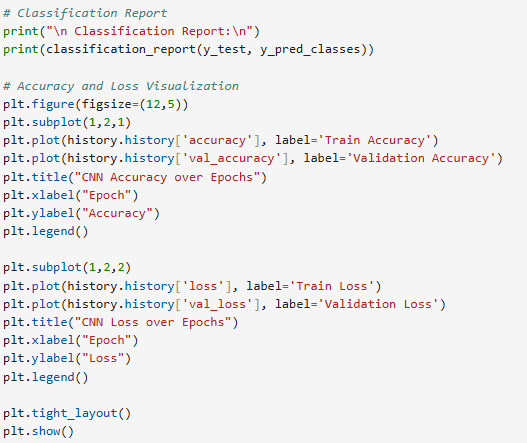 # Classification Report
print("\n Classification Report:\n")
print(classification_report(y_test, y_pred_classes))

# Accuracy and Loss Visualization
plt.figure(figsize=(12,5))
plt.subplot(1,2,1)
plt.plot(history.history['accuracy'], label='Train Accuracy')
plt.plot(history.history['val_accuracy'], label='Validation Accuracy')
plt.title("CNN Accuracy over Epochs")
plt.xlabel("Epoch")
plt.ylabel("Accuracy")
plt.legend()

plt.subplot(1,2,2)
plt.plot(history.history['loss'], label='Train Loss')
plt.plot(history.history['val_loss'], label='Validation Loss')
plt.title("CNN Loss over Epochs")
plt.xlabel("Epoch")
plt.ylabel("Loss")
plt.legend()

plt.tight_layout()
plt.show()